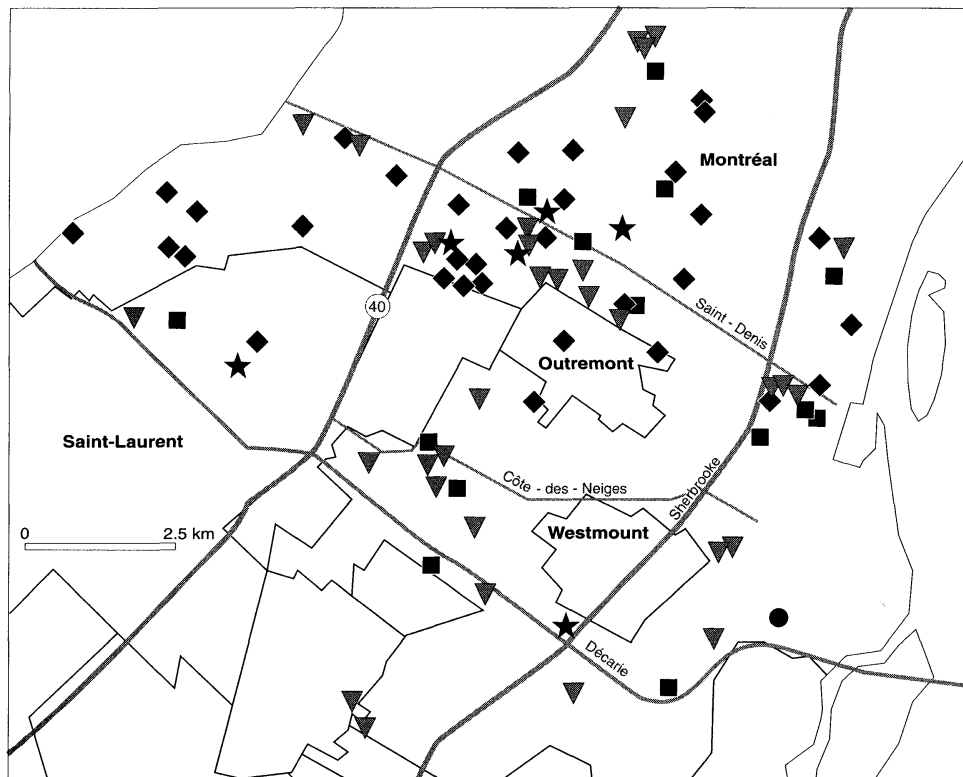 Montréal
40
Saint - Denis
Outremont
Saint-Laurent
Côte - des - Neiges
Sherbrooke
0 2.5 km
Westmount
Décarie